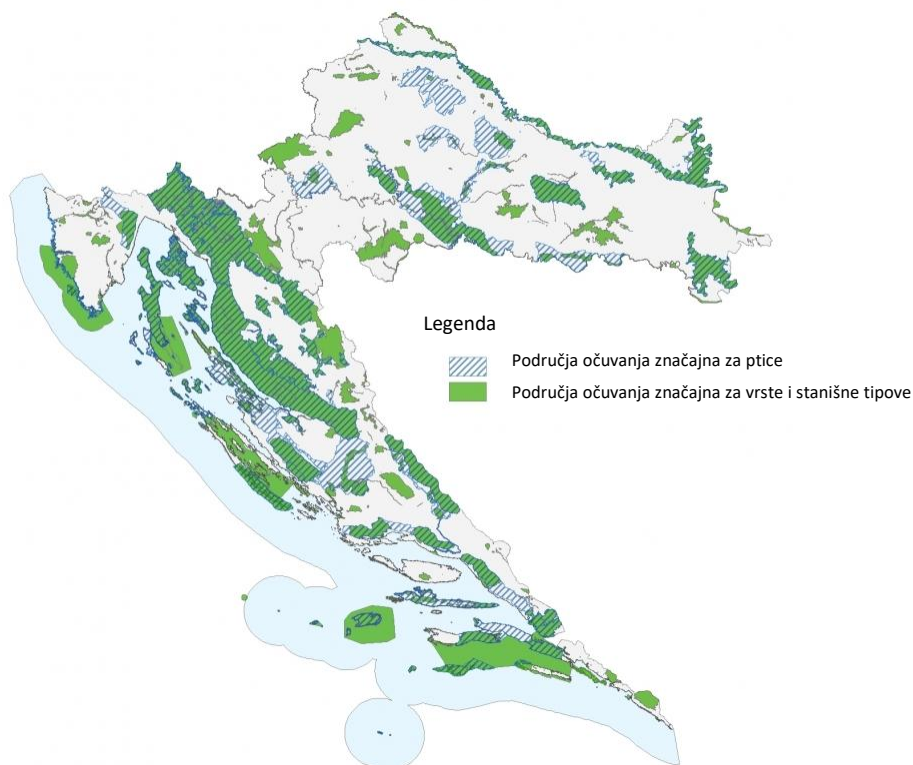 Legenda
Područja očuvanja značajna za ptice
Područja očuvanja značajna za vrste i stanišne tipove